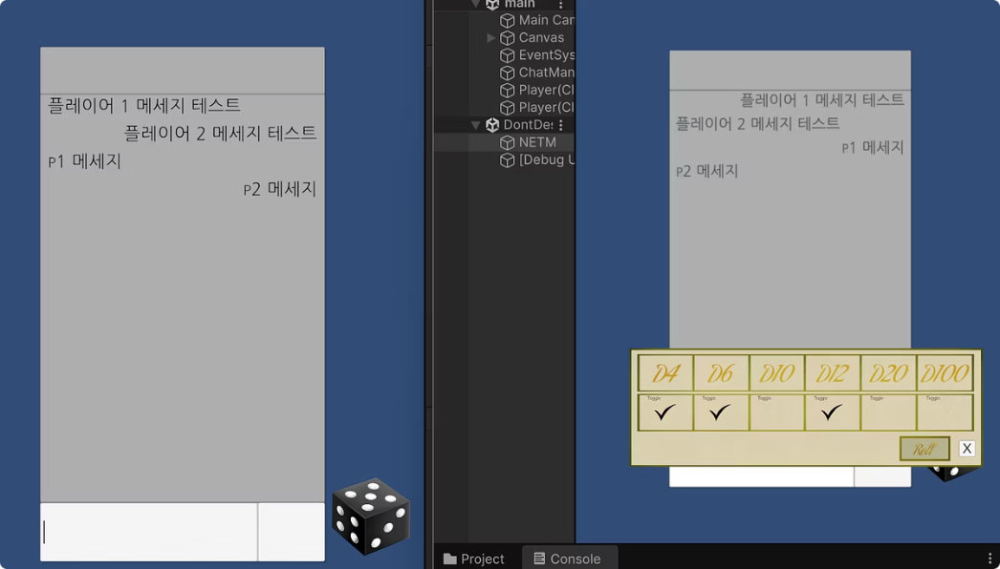 플레이어 1 메세지 테스트
플레이어 2 메세지 테스트
P1 메세지
P2 메세지
main
Main Can
Canvas
EventSys
ChatMan
Player(Cl
Player(Cl
DontDe:
NETM
[Debug U
플레이어 1 메세지 테스트
플레이어 2 메세지 테스트
P1 메세지
P2 메세지
D4 D6 D10 D12 D20 D100
Toggle Toggle Toggle Toggle Toggle Toggle
Roll X
Project Console